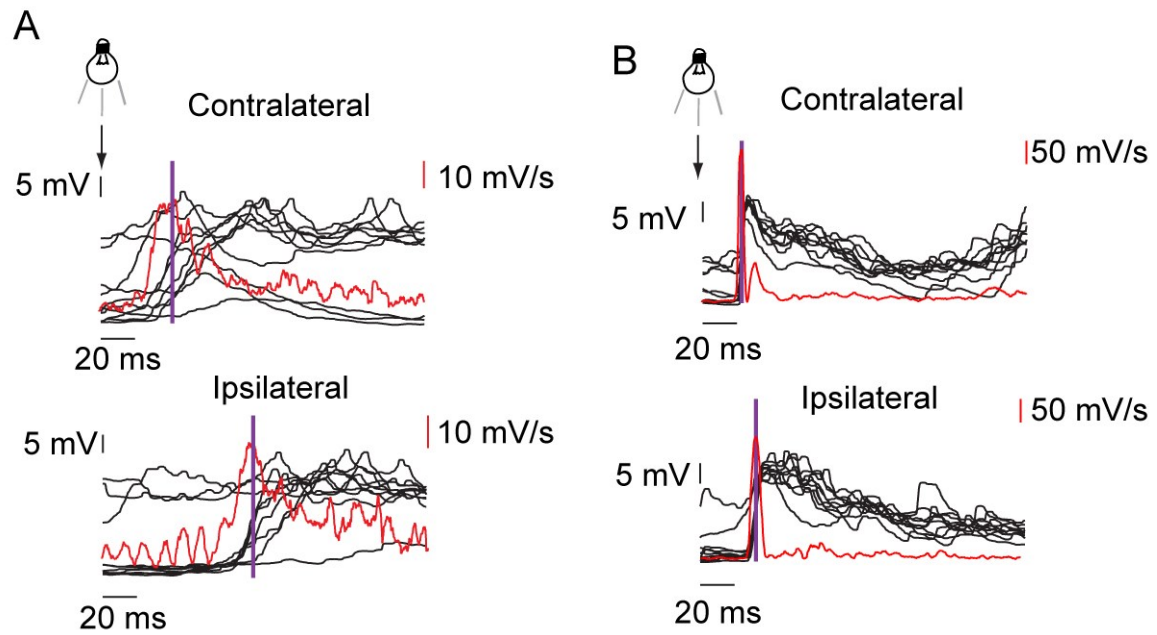 A
Contralateral
5 mV
10 mV/s
20 ms
Ipsilateral
5 mV
10 mV/s
20 ms
B
Contralateral
50 mV/s
5 mV
20 ms
Ipsilateral
50 mV/s
5 mV
20 ms